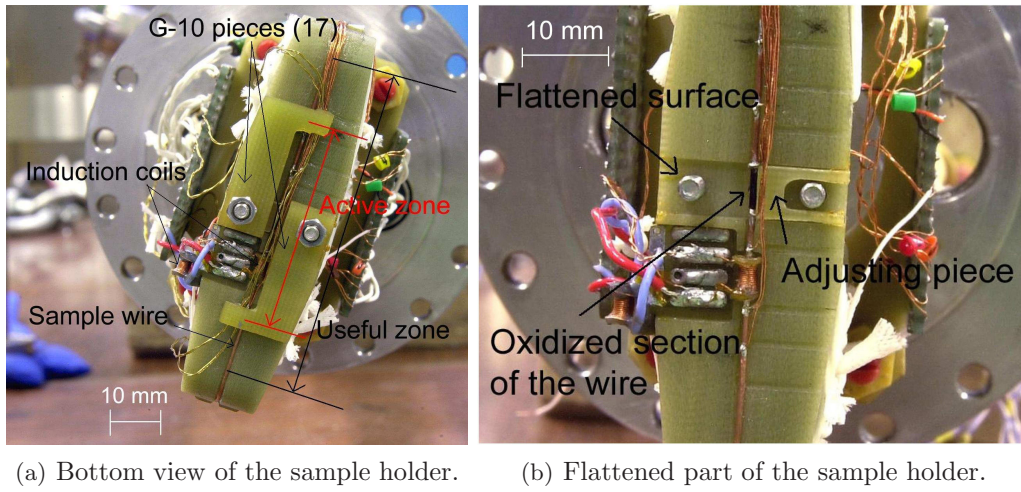 G-10 pieces (17)
Induction coils
Active zone
Sample wire
Useful zone
10 mm
10 mm
Flattened surface
Adjusting piece
Oxidized section
of the wire
(a) Bottom view of the sample holder.
(b) Flattened part of the sample holder.